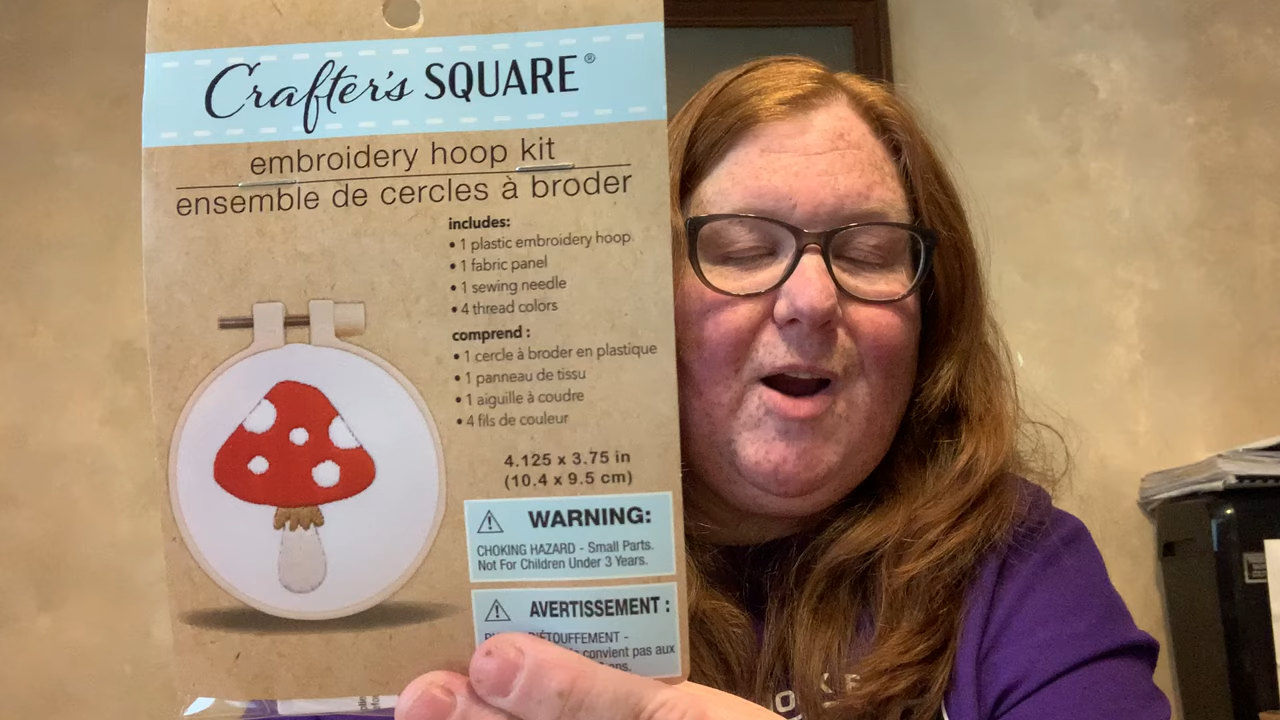 Crafter's SQUARE®
embroidery hoop kit
ensemble de cercles à broder
includes:
• 1 plastic embroidery hoop
• 1 fabric panel
• 1 sewing needle
• 4 thread colors
comprend :
• 1 cercle à broder en plastique
• 1 panneau de tissu
• 1 aiguille à coudre
• 4 fils de couleur
4.125 x 3.75 in
(10.4 x 9.5 cm)
WARNING:
CHOKING HAZARD - Small Parts.
Not For Children Under 3 Years.
AVERTISSEMENT :
convient pas aux